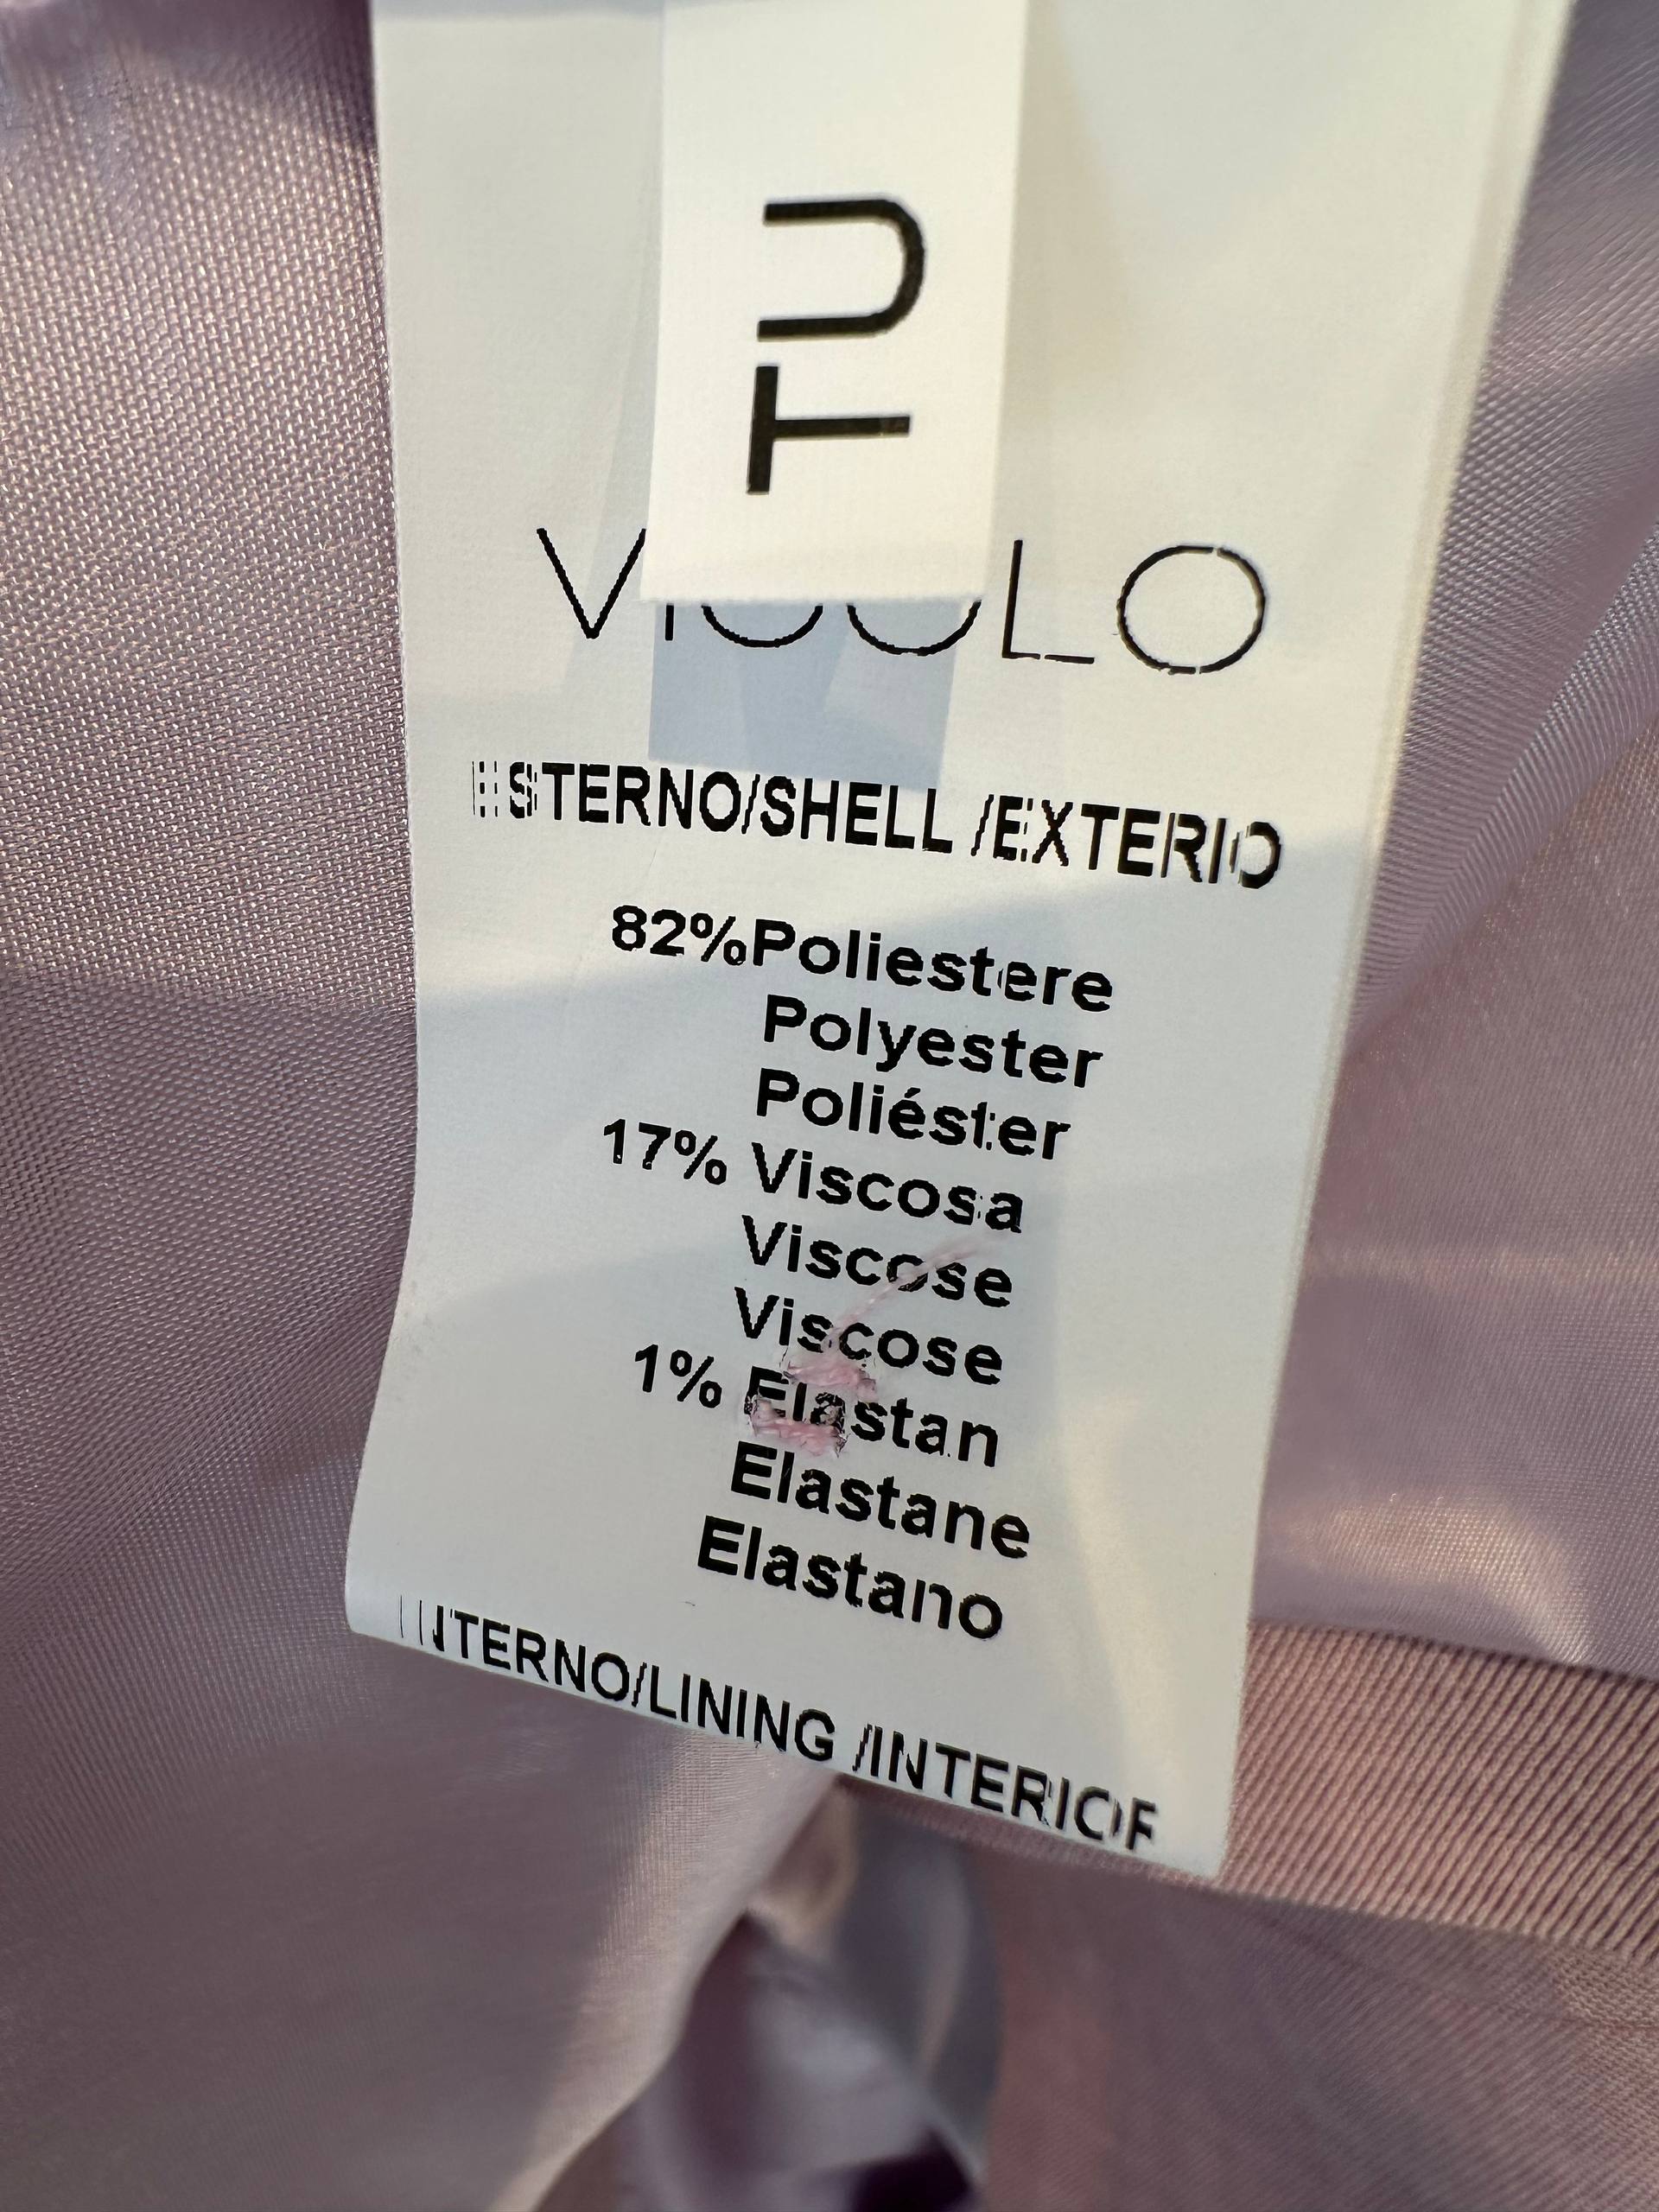 TU
VICOLO
ESTERNO/SHELL /EXTERIO
82%Poliestere
Polyester
Poliéster
17% Viscosa
Viscose
Viscose
1% Elastan
Elastane
Elastano
INTERNO/LINING /INTERIOR